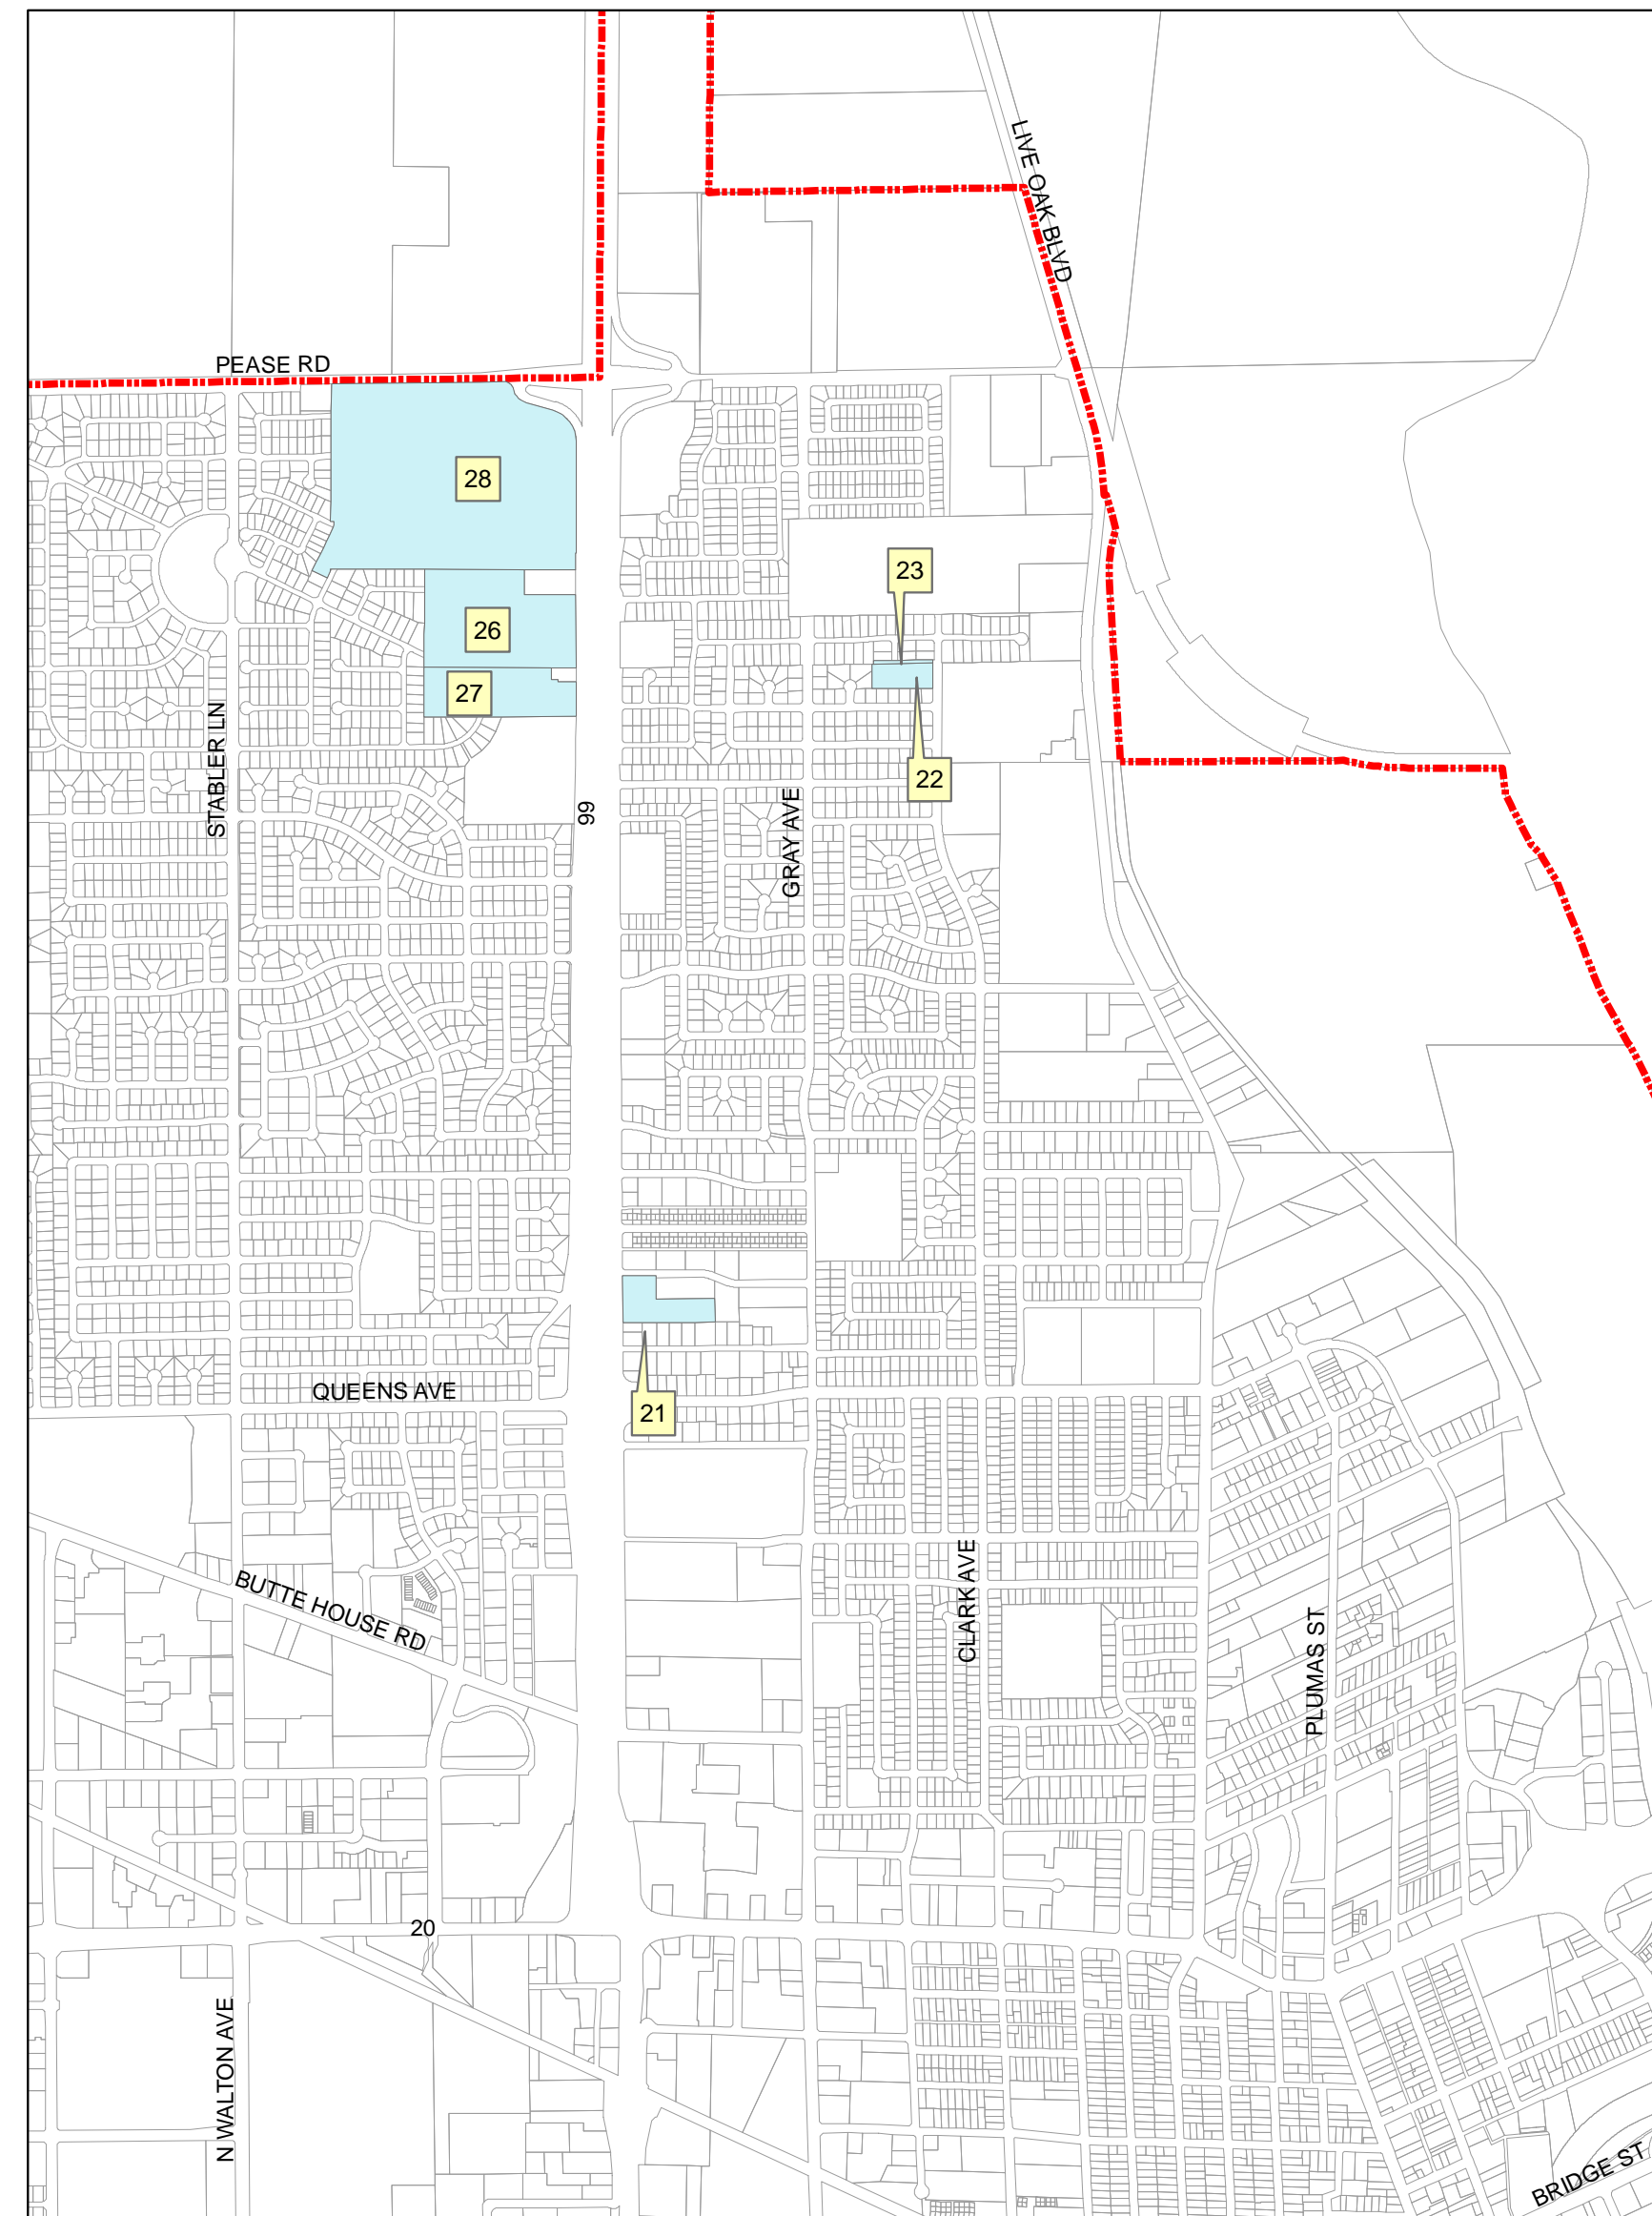 LIVE OAK BLVD
PEASE RD
28
23
26
27
22
STABLER LN
99
GRAY AVE
QUEENS AVE
21
BUTTE HOUSE RD
CLARK AVE
PLUMAS ST
20
N WALTON AVE
BRIDGE ST